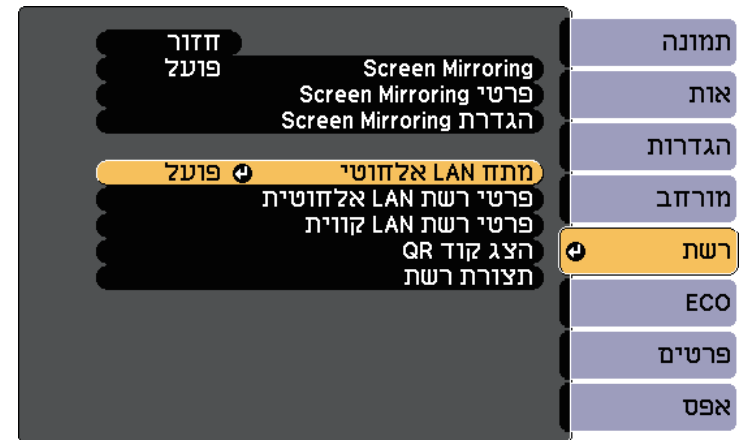 תמונה
אות
הגדרות
מורחב
רשת
ECO
פרטים
אפס
חזור
Screen Mirroring פועל
פרטי Screen Mirroring
הגדרת Screen Mirroring
מתח LAN אלחוטי פועל
פרטי רשת LAN אלחוטית
פרטי רשת LAN קווית
הצג קוד QR
תצורת רשת